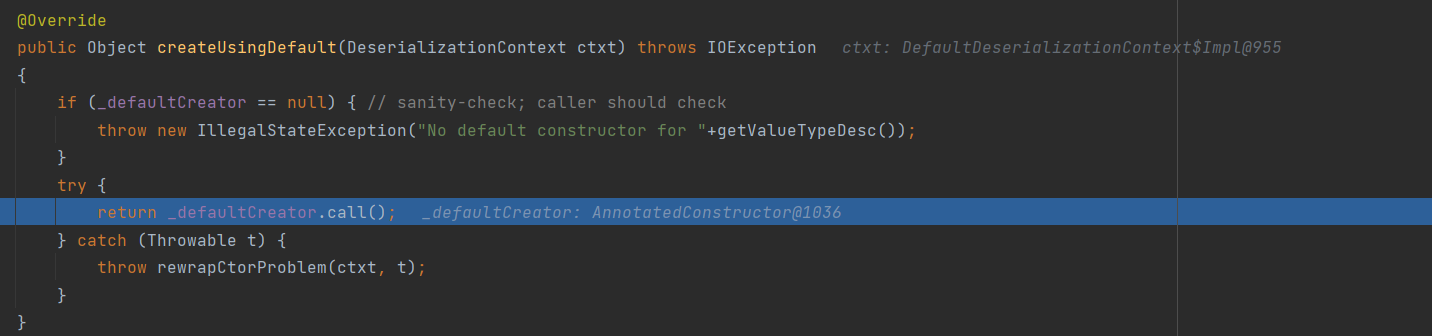 @Override
public Object createUsingDefault(DeserializationContext ctxt) throws IOException   ctxt: DefaultDeserializationContext$Impl@955
{
    if (_defaultCreator == null) { // sanity-check; caller should check
        throw new IllegalStateException("No default constructor for "+getValueTypeDesc());
    }
    try {
        return _defaultCreator.call();   _defaultCreator: AnnotatedConstructor@1036
    } catch (Throwable t) {
        throw rewrapCtorProblem(ctxt, t);
    }
}